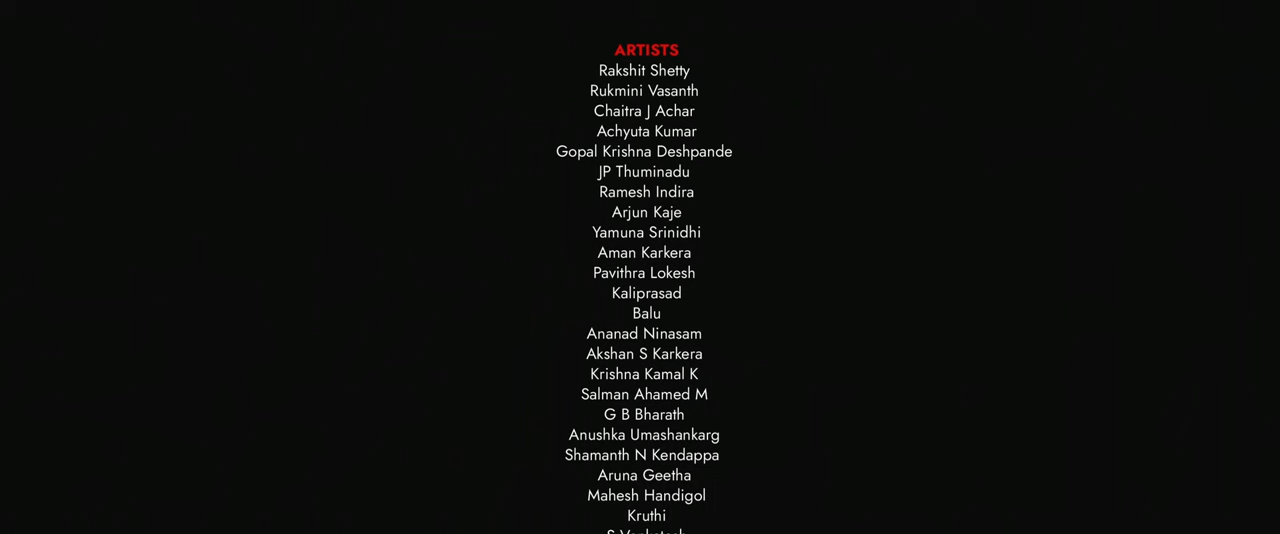 ARTISTS
Rakshit Shetty
Rukmini Vasanth
Chaitra J Achar
Achyuta Kumar
Gopal Krishna Deshpande
JP Thuminadu
Ramesh Indira
Arjun Kaje
Yamuna Srinidhi
Aman Karkera
Pavithra Lokesh
Kaliprasad
Balu
Ananad Ninasam
Akshan S Karkera
Krishna Kamal K
Salman Ahamed M
G B Bharath
Anushka Umashankarg
Shamanth N Kendappa
Aruna Geetha
Mahesh Handigol
Kruthi